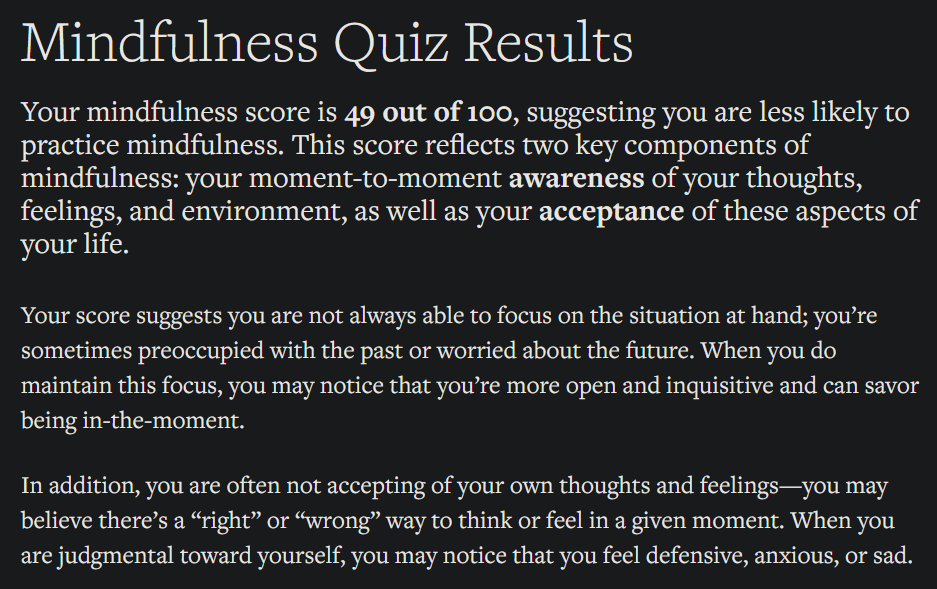 Mindfulness Quiz Results
Your mindfulness score is 49 out of 100, suggesting you are less likely to
practice mindfulness. This score reflects two key components of
mindfulness: your moment-to-moment awareness of your thoughts,
feelings, and environment, as well as your acceptance of these aspects of
your life.
Your score suggests you are not always able to focus on the situation at hand; you’re
sometimes preoccupied with the past or worried about the future. When you do
maintain this focus, you may notice that you’re more open and inquisitive and can savor
being in-the-moment.
In addition, you are often not accepting of your own thoughts and feelings—you may
believe there’s a “right” or “wrong” way to think or feel in a given moment. When you
are judgmental toward yourself, you may notice that you feel defensive, anxious, or sad.